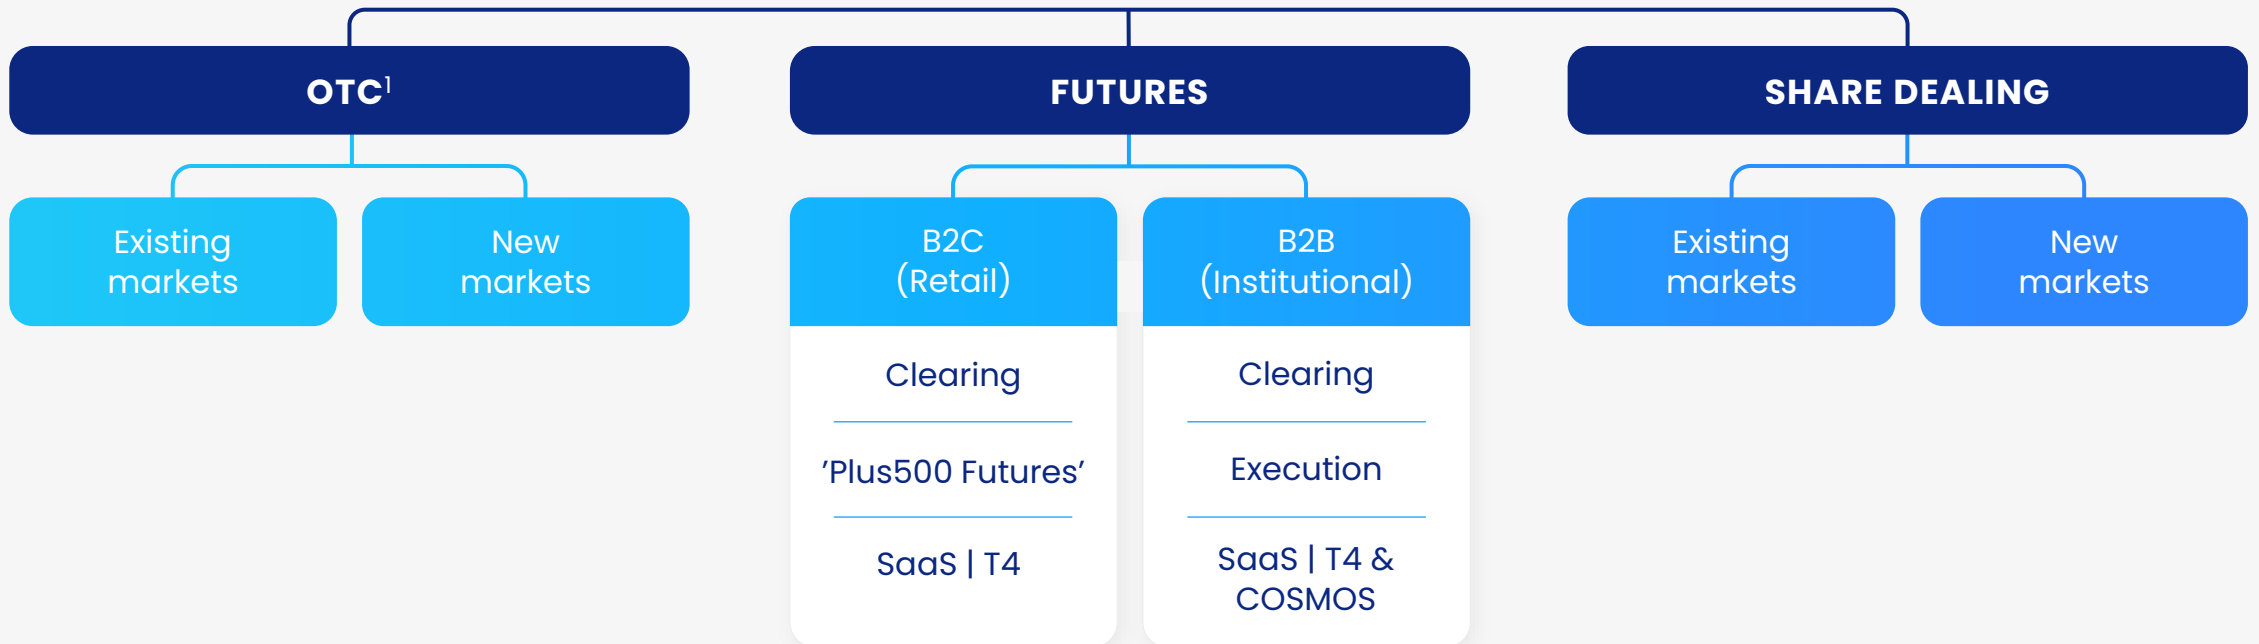 OTC¹
Existing
markets
New
markets
FUTURES
B2C
(Retail)
Clearing
’Plus500 Futures’
SaaS | T4
B2B
(Institutional)
Clearing
Execution
SaaS | T4 &
COSMOS
SHARE DEALING
Existing
markets
New
markets